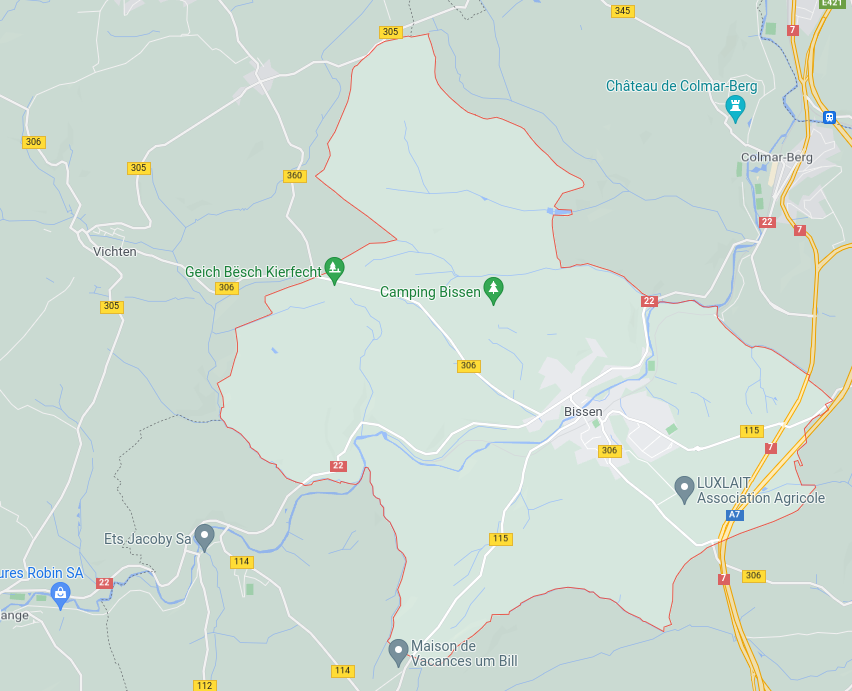 E421
345
305
7
Château de Colmar-Berg
306
Colmar-Berg
305
360
22
7
Vichten
Geich Bësch Kierfecht
306
Camping Bissen
305
22
306
Bissen
115
306
7
22
LUXLAIT
Association Agricole
A7
Ets Jacoby Sa
115
114
ures Robin SA
22
306
7
ange
Maison de
Vacances um Bill
114
112